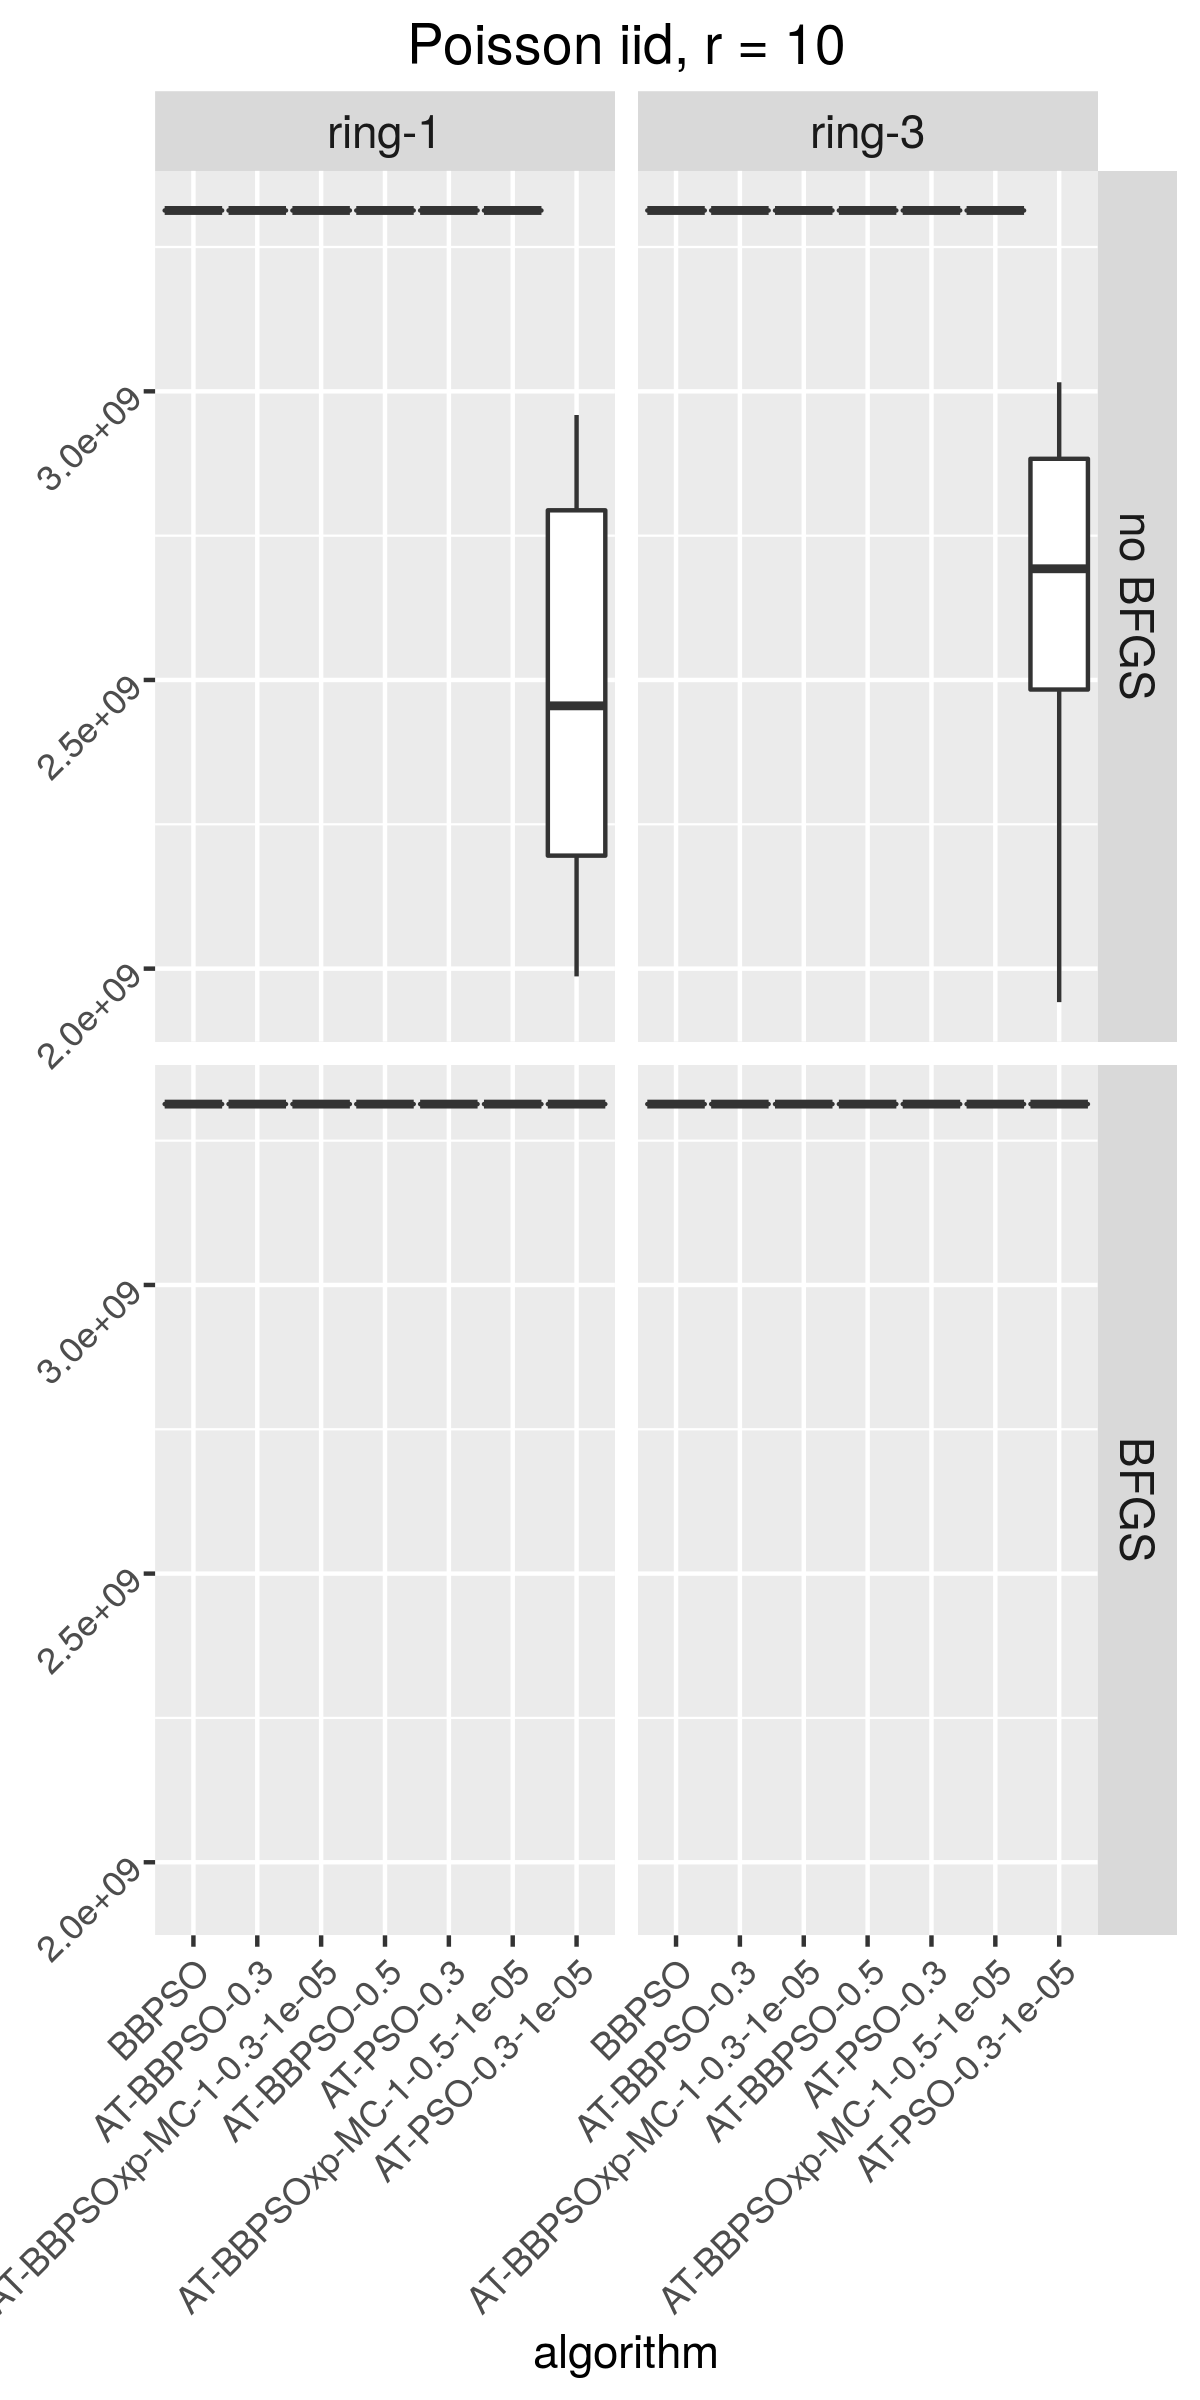 Poisson iid, r = 10
ring-1
ring-3
3.0e+09
2.5e+09
2.0e+09
no BFGS
3.0e+09
2.5e+09
2.0e+09
BFGS
BBPSO
AT-BBPSO-0.3
AT-BBPSOxp-MC-1-0.3-1e-05
AT-BBPSO-0.5
AT-PSO-0.3
AT-BBPSOxp-MC-1-0.5-1e-05
AT-PSO-0.3-1e-05
BBPSO
AT-BBPSO-0.3
AT-BBPSOxp-MC-1-0.3-1e-05
AT-BBPSO-0.5
AT-PSO-0.3
AT-BBPSOxp-MC-1-0.5-1e-05
AT-PSO-0.3-1e-05
algorithm